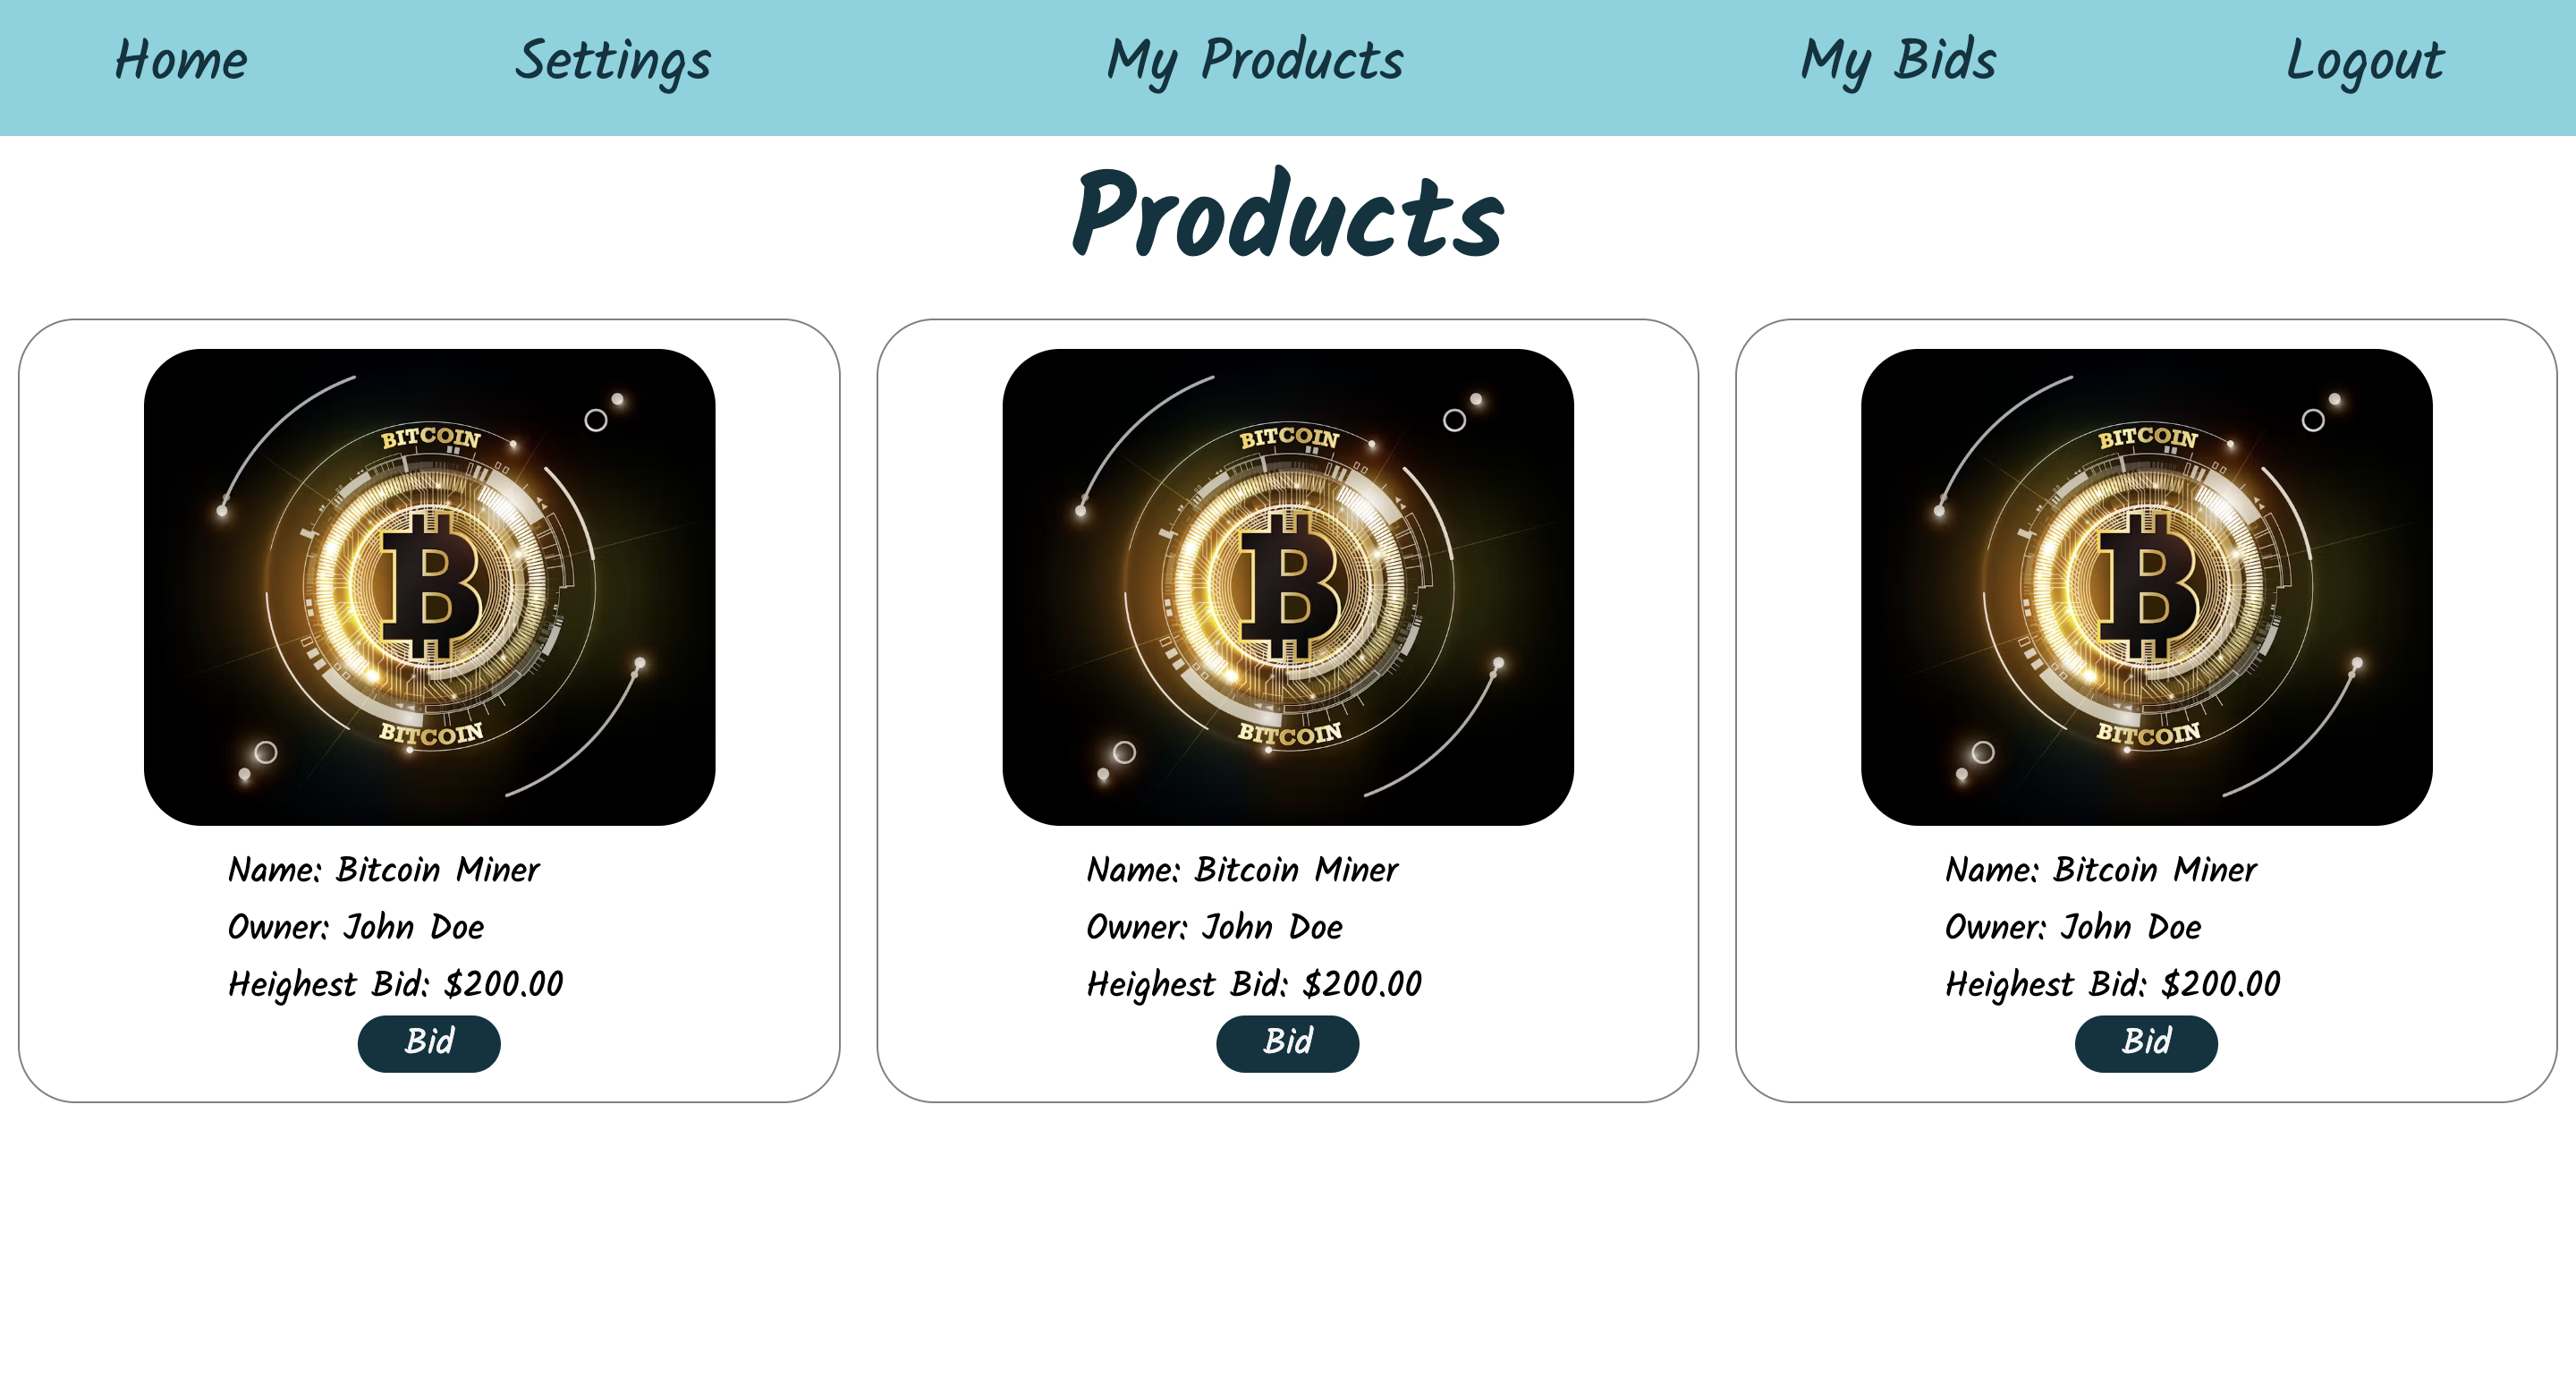 Home Settings My Products My Bids Logout
Products
BITCOIN
BITCOIN
Name: Bitcoin Miner
Owner: John Doe
Heighest Bid: $200.00
Bid
BITCOIN
BITCOIN
Name: Bitcoin Miner
Owner: John Doe
Heighest Bid: $200.00
Bid
BITCOIN
BITCOIN
Name: Bitcoin Miner
Owner: John Doe
Heighest Bid: $200.00
Bid